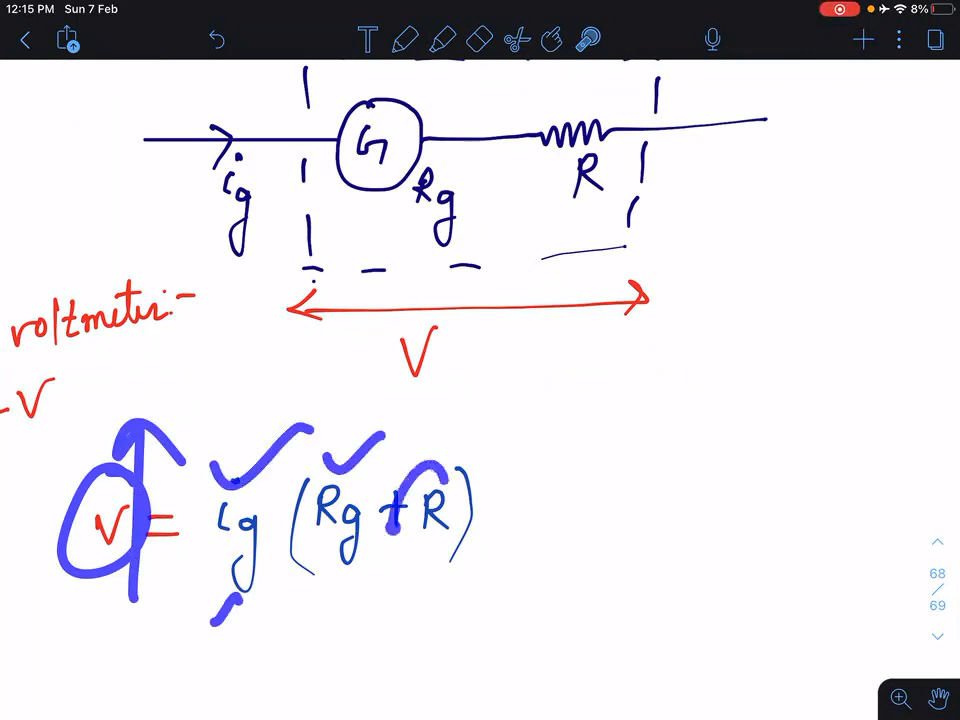 12:15 PM Sun 7 Feb
8%
G
ig
Rg
R
voltmeter:-
V
- V
V = ig (Rg + R)
68
/
69